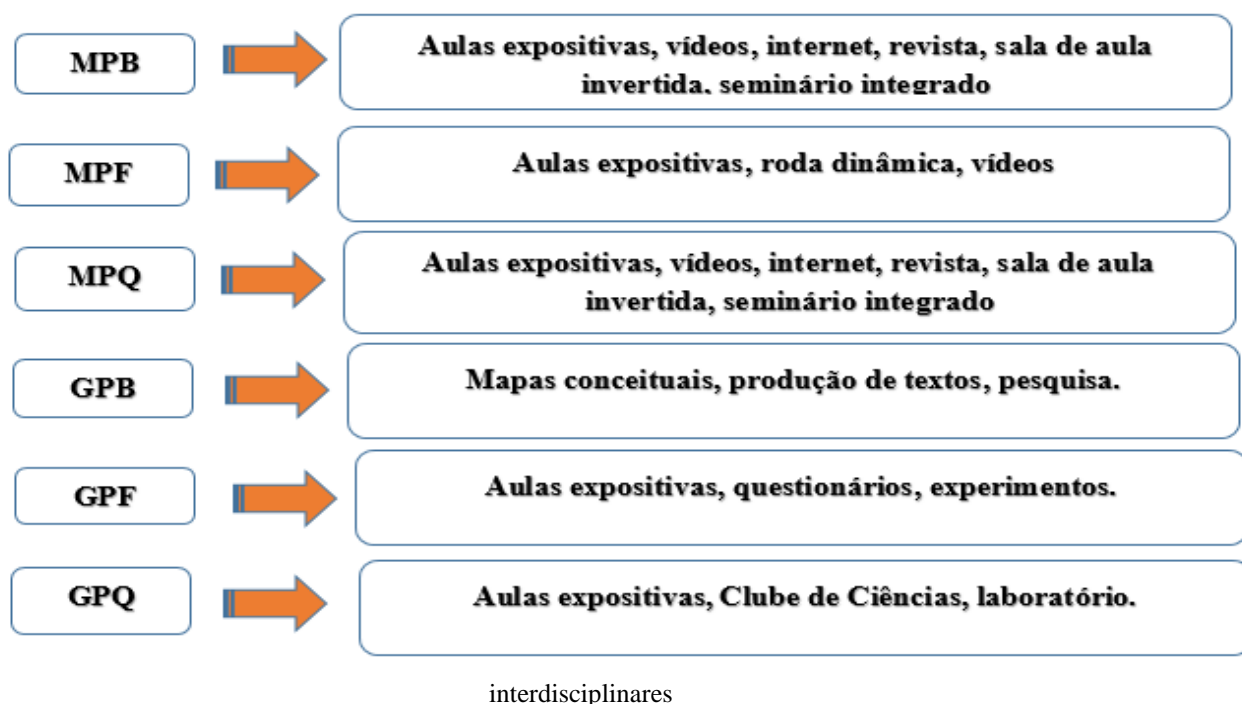 MPB
Aulas expositivas, vídeos, internet, revista, sala de aula
invertida, seminário integrado
MPF
Aulas expositivas, roda dinâmica, vídeos
MPQ
Aulas expositivas, vídeos, internet, revista, sala de aula
invertida, seminário integrado
GPB
Mapas conceituais, produção de textos, pesquisa.
GPF
Aulas expositivas, questionários, experimentos.
GPQ
Aulas expositivas, Clube de Ciências, laboratório.
interdisciplinares